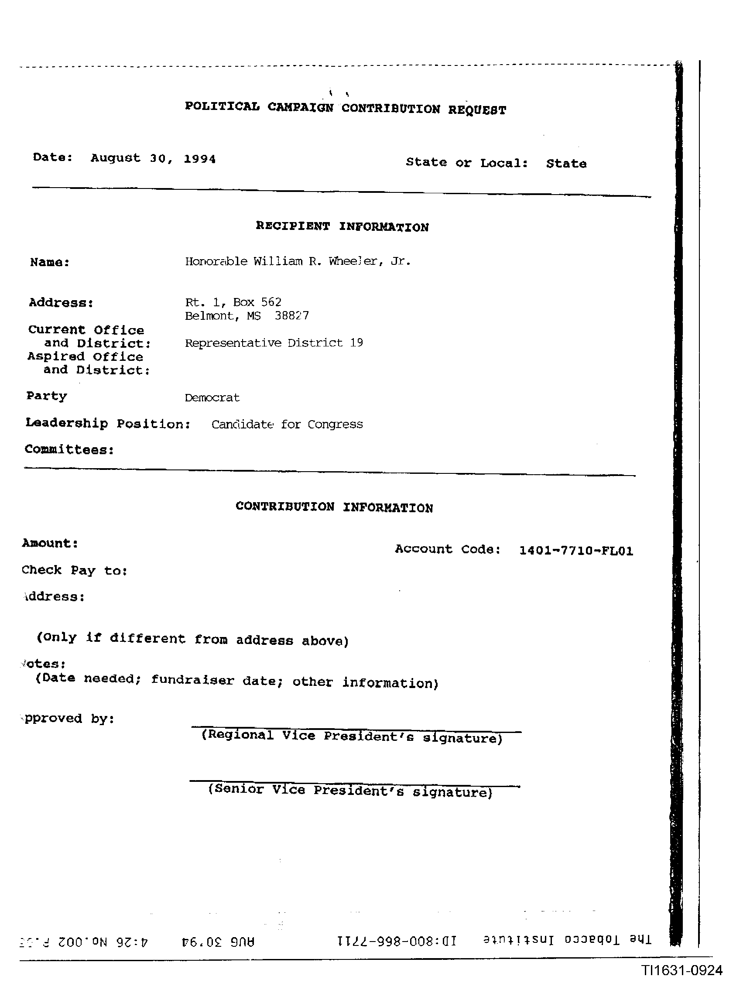 POLITICAL CAMPAIGN CONTRIBUTION REQUEST
Date: August 30, 1994 State or Local: State
RECIPIENT INFORMATION
Name: Honorable William R. Wheeler, Jr.
Address: Rt. 1, Box 562
Belmont, MS 38827
Current Office
and District: Representative District 19
Aspired Office
and District:
Party Democrat
Leadership Position: Candidate for Congress
Committees:
CONTRIBUTION INFORMATION
Amount: Account Code: 1401-7710-FL01
Check Pay to:
Address:
(Only if different from address above)
Notes:
(Date needed; fundraiser date; other information)
Approved by:
(Regional Vice President's signature)
(Senior Vice President's signature)
The Tobacco Institute ID:800-866-7711 AUG 30'94 4:26 No.002
TI1631-0924